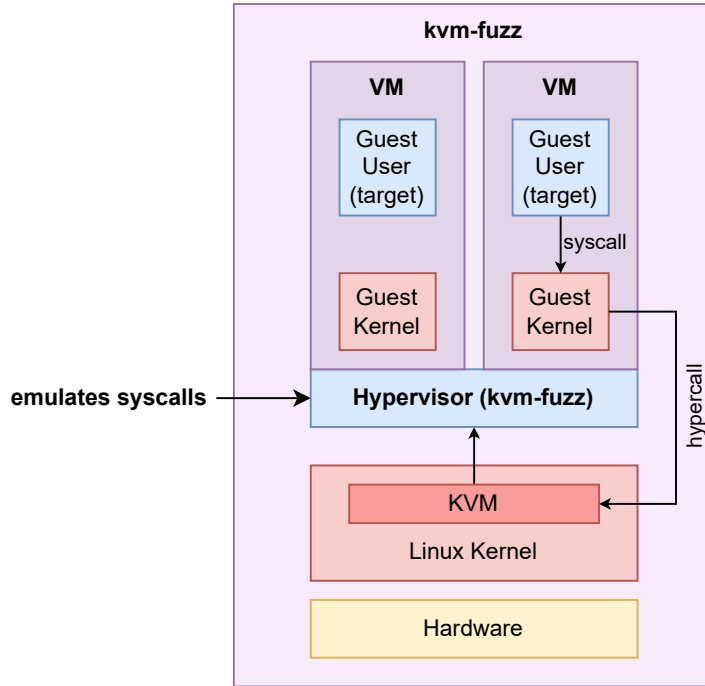 kvm-fuzz
VM
VM
Guest
User
(target)
Guest
User
(target)
syscall
Guest
Kernel
Guest
Kernel
hypercall
emulates syscalls
Hypervisor (kvm-fuzz)
KVM
Linux Kernel
Hardware